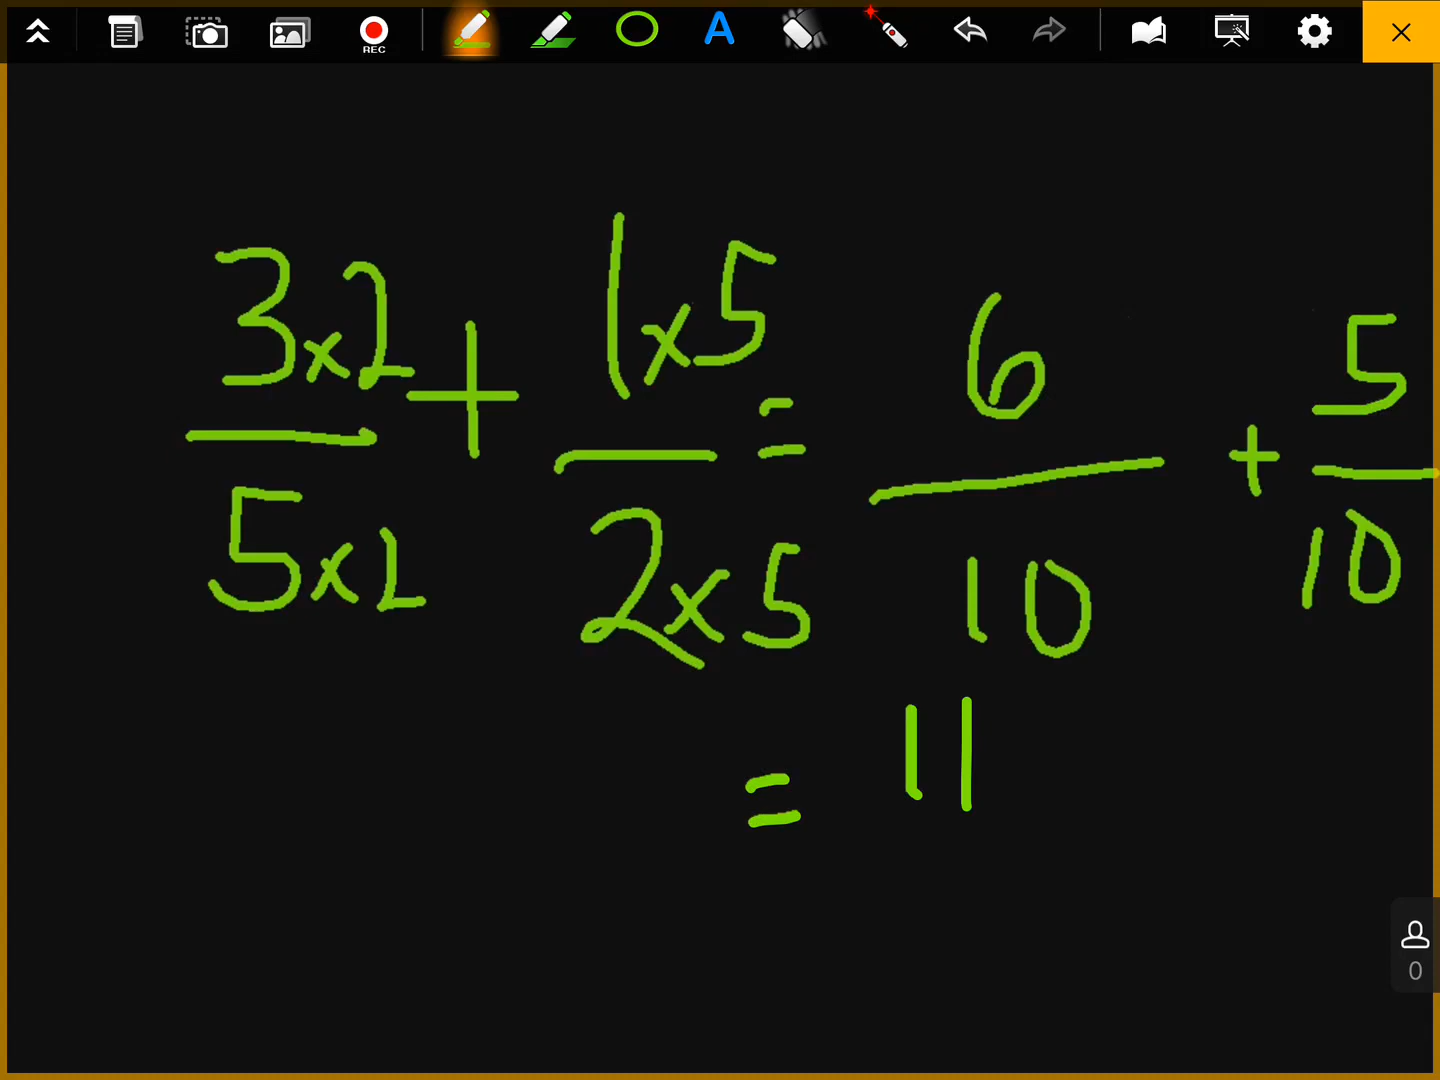 REC
A
3x2 + 1x5 = 6 + 5
5x2 2x5 10 10
= 11
0